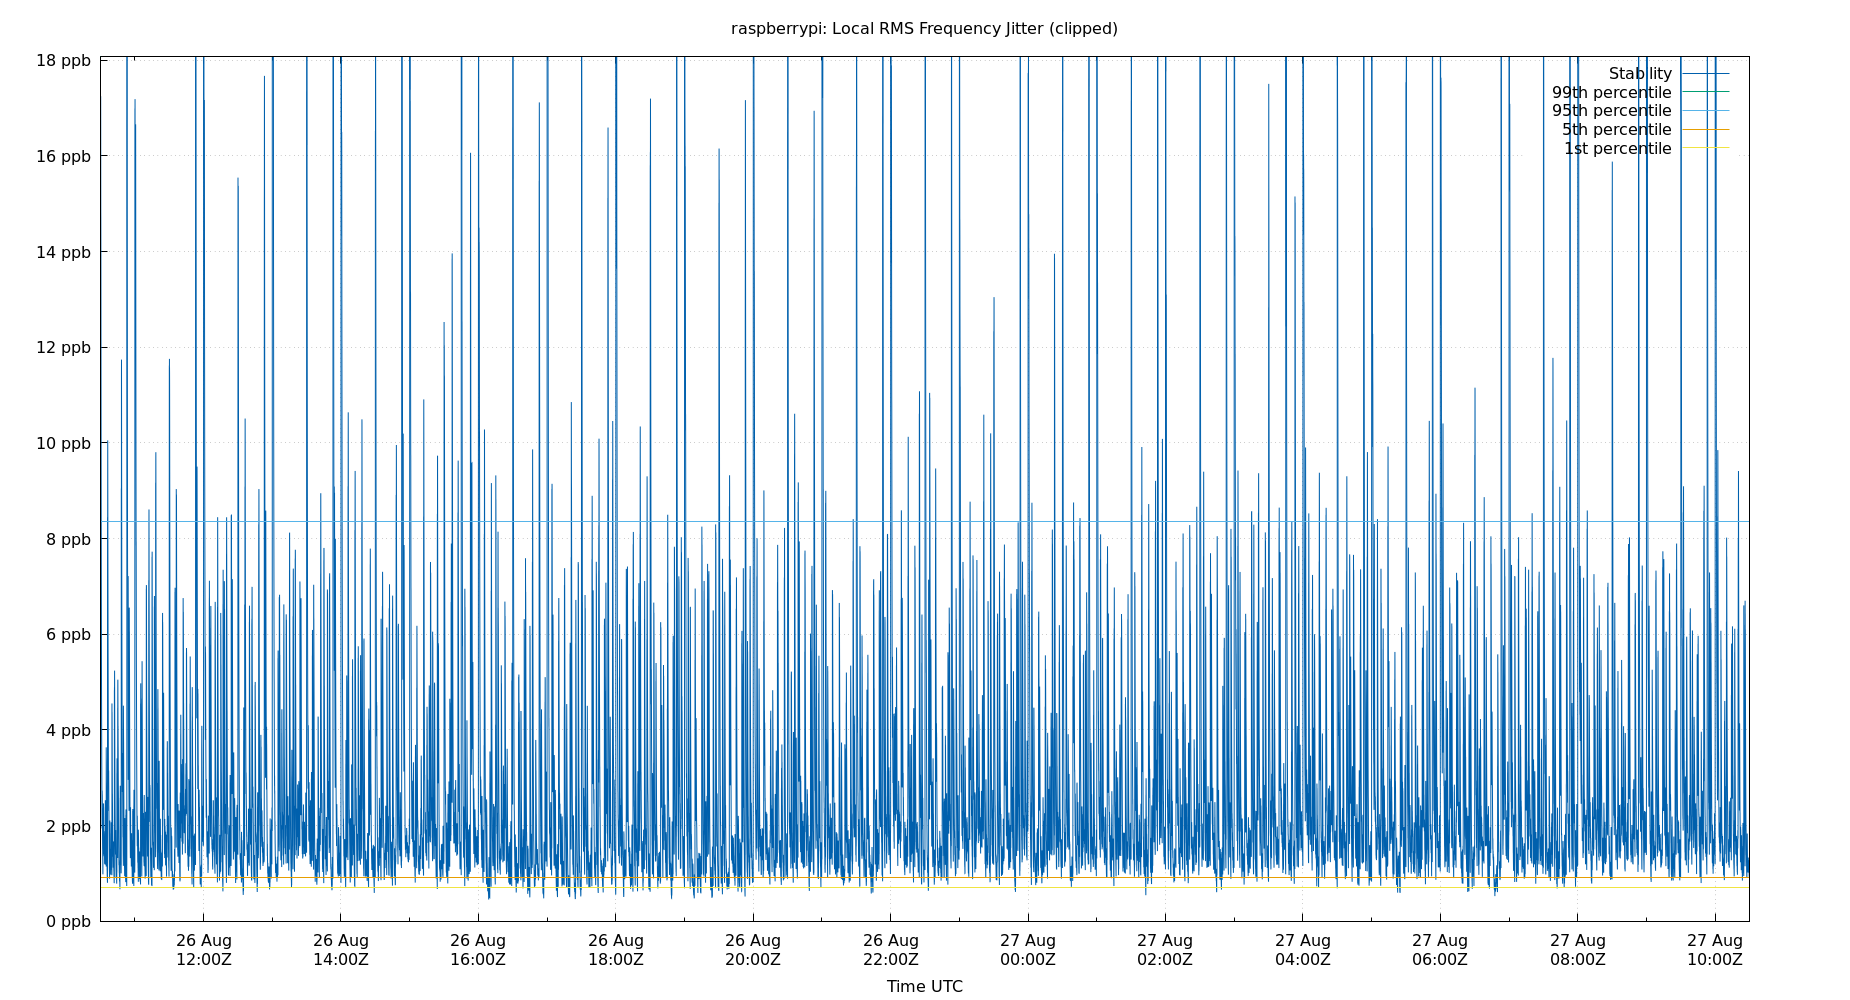 raspberrypi: Local RMS Frequency Jitter (clipped)
18 ppb
16 ppb
14 ppb
12 ppb
10 ppb
8 ppb
6 ppb
4 ppb
2 ppb
0 ppb
Stability
99th percentile
95th percentile
5th percentile
1st percentile
26 Aug 26 Aug 26 Aug 26 Aug 26 Aug 26 Aug 27 Aug 27 Aug 27 Aug 27 Aug 27 Aug 27 Aug
12:00Z 14:00Z 16:00Z 18:00Z 20:00Z 22:00Z 00:00Z 02:00Z 04:00Z 06:00Z 08:00Z 10:00Z
Time UTC